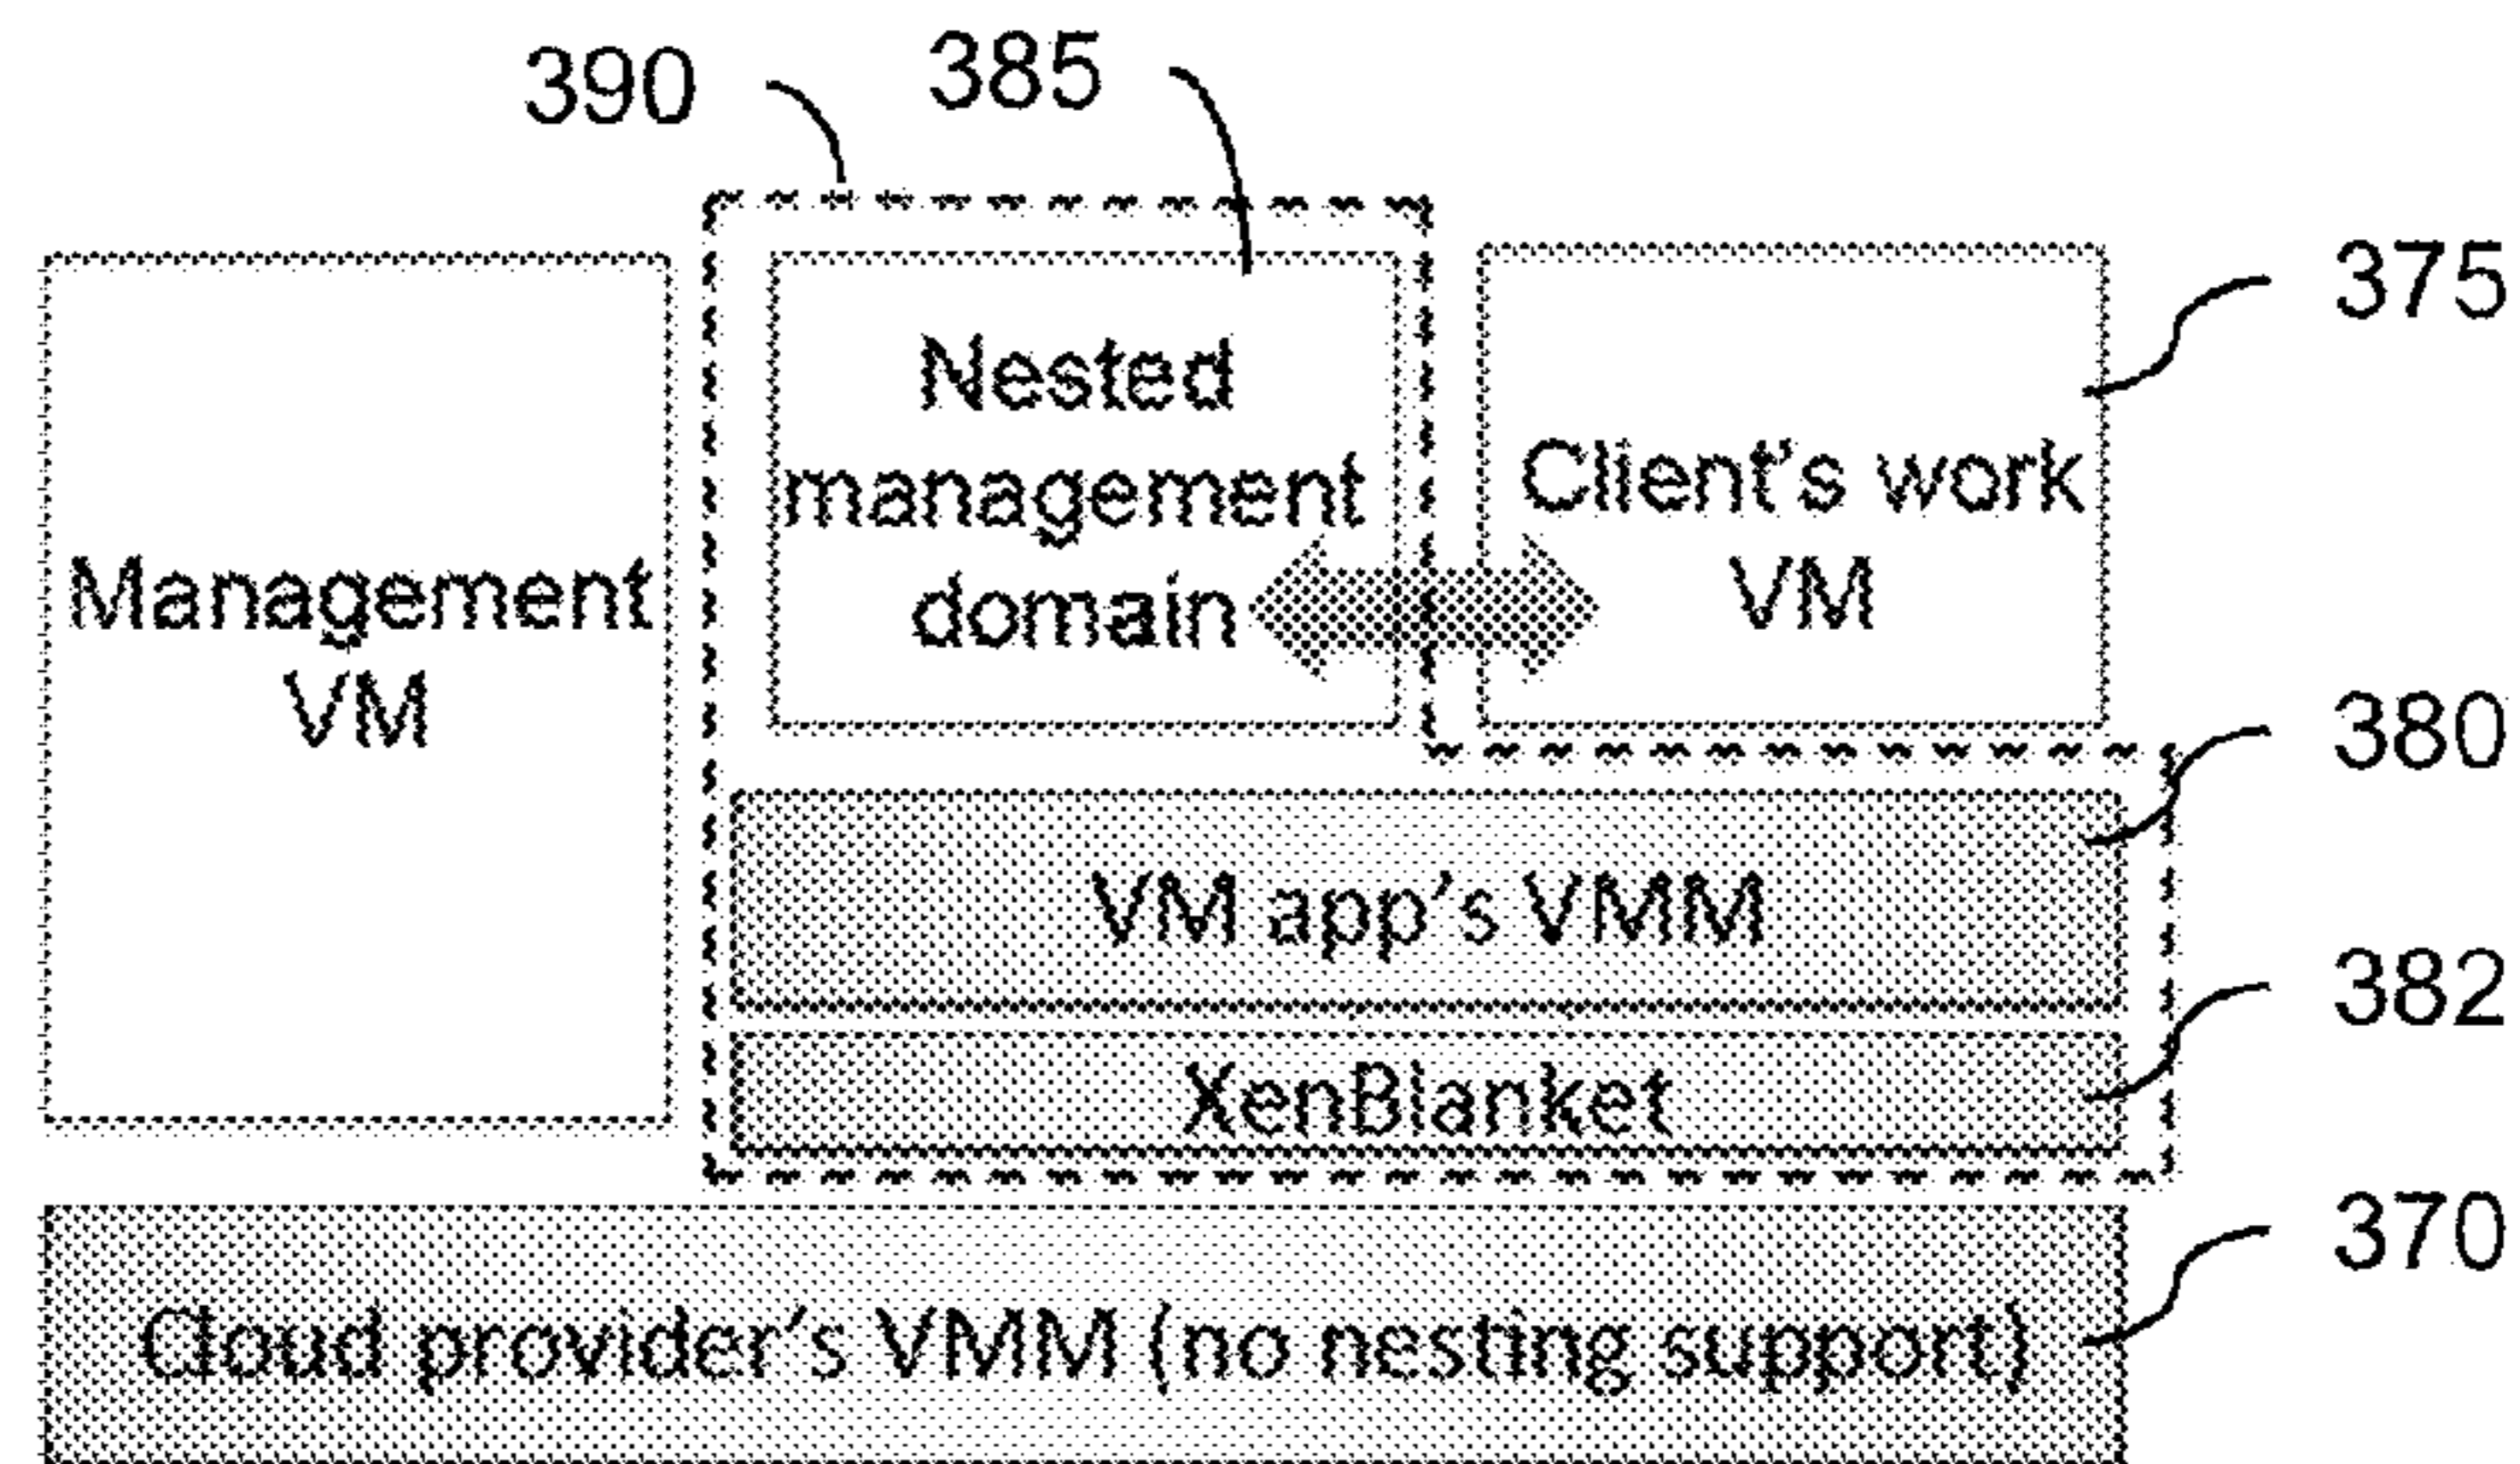 390
385
375
Nested
management
domain
Client's work
VM
Management
VM
380
VM app's VMM
382
XenBlanket
370
Cloud provider's VMM (no nesting support)